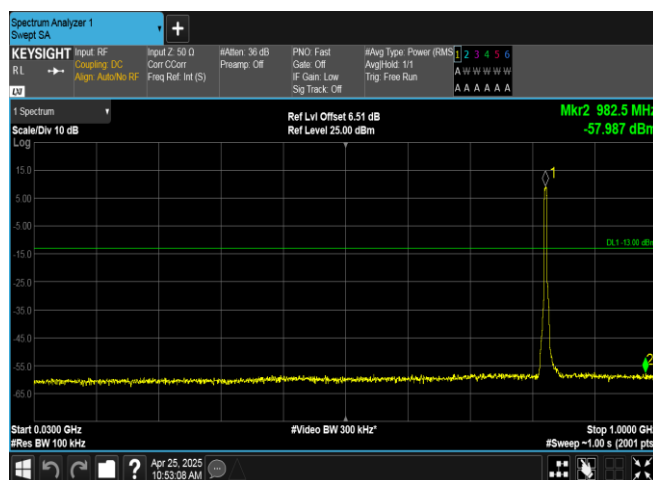 Spectrum Analyzer 1
Swept SA
+
KEYSIGHT Input: RF Input Z: 50 Ω #Atten: 36 dB PNO: Fast #Avg Type: Power (RMS 1 2 3 4 5 6
RL Coupling: DC Corr CCorr Preamp: Off Gate: Off Avg|Hold: 1/1 A W W W W W
Align: Auto/No RF Freq Ref: Int (S) IF Gain: Low Trig: Free Run
LXI Sig Track: Off A A A A A A
1 Spectrum
Scale/Div 10 dB
Ref Lvl Offset 6.51 dB
Ref Level 25.00 dBm
Mkr2 982.5 MHz
-57.987 dBm
Log
15.0
5.00
-5.00
-15.0
-25.0
-35.0
-45.0
-55.0
-65.0
1
DL1 -13.00 dBm
2
Start 0.0300 GHz #Video BW 300 kHz* Stop 1.0000 GHz
#Res BW 100 kHz #Sweep ~1.00 s (2001 pts
? Apr 25, 2025
10:53:08 AM